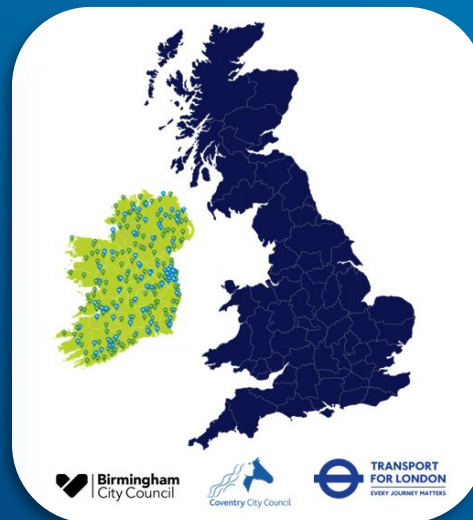 Birmingham
City Council
Coventry City Council
TRANSPORT
FOR LONDON
EVERY JOURNEY MATTERS